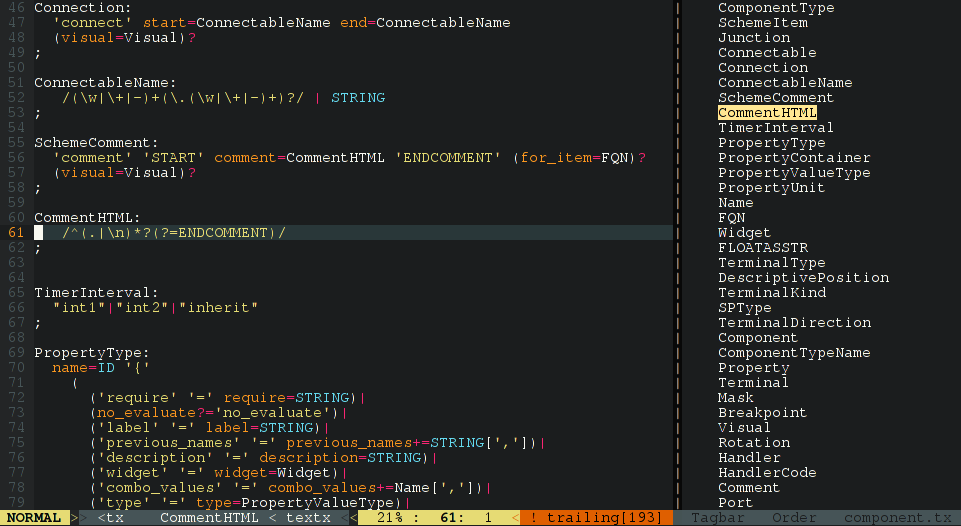 46 Connection:
47   'connect' start=ConnectableName end=ConnectableName
48   (visual=Visual)?
49 ;
50
51 ConnectableName:
52    /(\w|\+|-)+(\.(\w|\+|-)+)?/ | STRING
53 ;
54
55 SchemeComment:
56   'comment' 'START' comment=CommentHTML 'ENDCOMMENT' (for_item=FQN)?
57   (visual=Visual)?
58 ;
59
60 CommentHTML:
61    /^(.|\n)*?(?=ENDCOMMENT)/
62 ;
63
64
65 TimerInterval:
66   "int1"|"int2"|"inherit"
67 ;
68
69 PropertyType:
70   name=ID '{'
71     (
72       ('require' '=' require=STRING)|
73       (no_evaluate?='no_evaluate')|
74       ('label' '=' label=STRING)|
75       ('previous_names' '=' previous_names+=STRING[','])|
76       ('description' '=' description=STRING)|
77       ('widget' '=' widget=Widget)|
78       ('combo_values' '=' combo_values+=Name[','])|
79       ('type' '=' type=PropertyValueType)|
ComponentType
SchemeItem
Junction
Connectable
Connection
ConnectableName
SchemeComment
CommentHTML
TimerInterval
PropertyType
PropertyContainer
PropertyValueType
PropertyUnit
Name
FQN
Widget
FLOATASSTR
TerminalType
DescriptivePosition
TerminalKind
SPType
TerminalDirection
Component
ComponentTypeName
Property
Terminal
Mask
Breakpoint
Visual
Rotation
Handler
HandlerCode
Comment
Port
NORMAL >> <tx CommentHTML < textx << 21% : 61: 1 < ! trailing[193] Tagbar Order component.tx